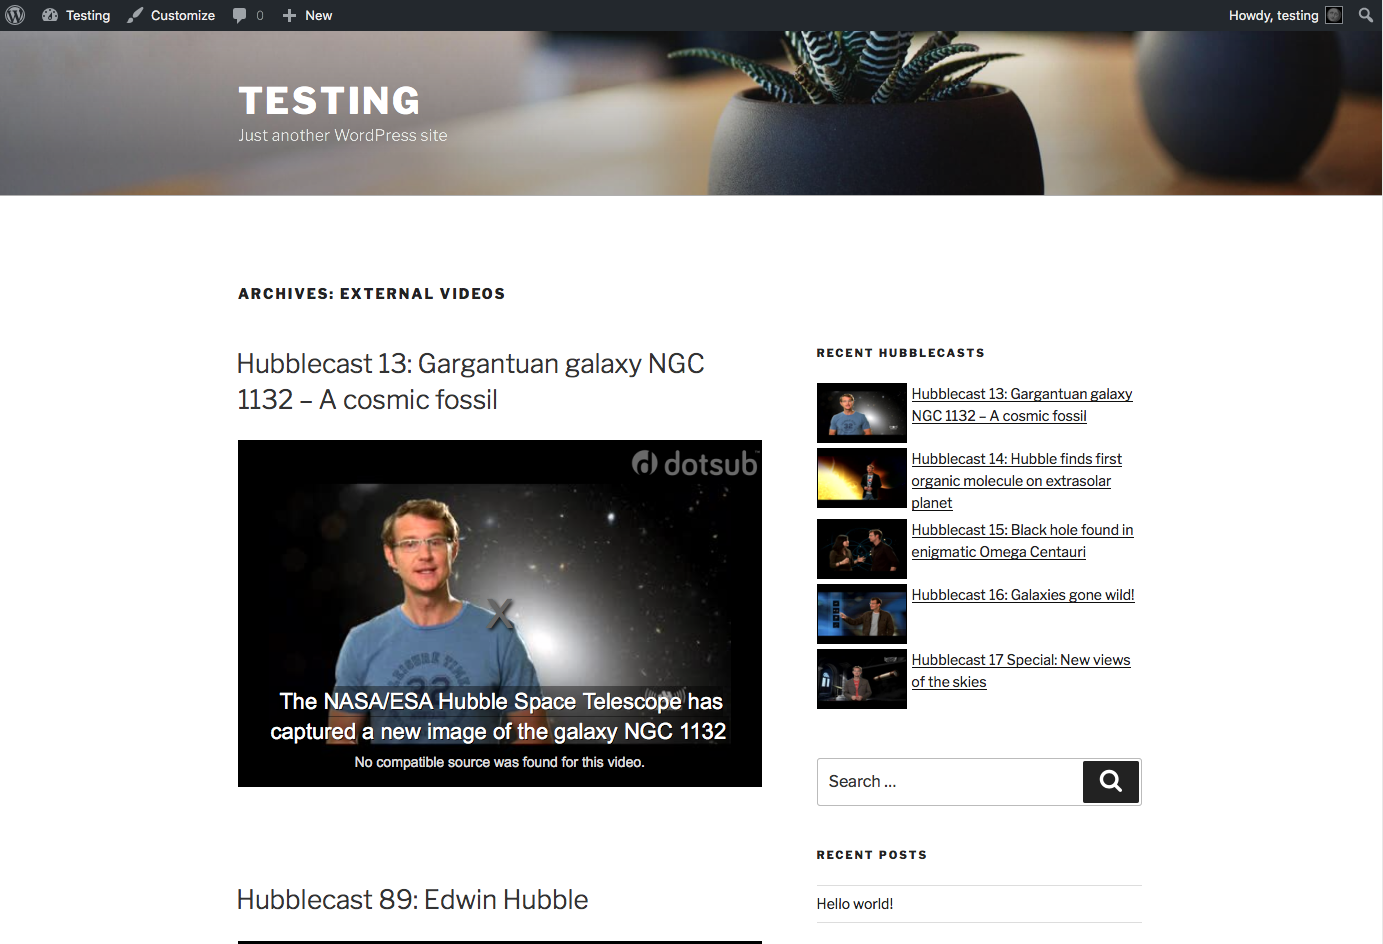 Testing
Customize
0
New
Howdy, testing
TESTING
Just another WordPress site
ARCHIVES: EXTERNAL VIDEOS
Hubblecast 13: Gargantuan galaxy NGC
1132 – A cosmic fossil
dotsub
The NASA/ESA Hubble Space Telescope has
captured a new image of the galaxy NGC 1132
No compatible source was found for this video.
Hubblecast 89: Edwin Hubble
RECENT HUBBLECASTS
Hubblecast 13: Gargantuan galaxy
NGC 1132 – A cosmic fossil
Hubblecast 14: Hubble finds first
organic molecule on extrasolar
planet
Hubblecast 15: Black hole found in
enigmatic Omega Centauri
Hubblecast 16: Galaxies gone wild!
Hubblecast 17 Special: New views
of the skies
Search …
RECENT POSTS
Hello world!